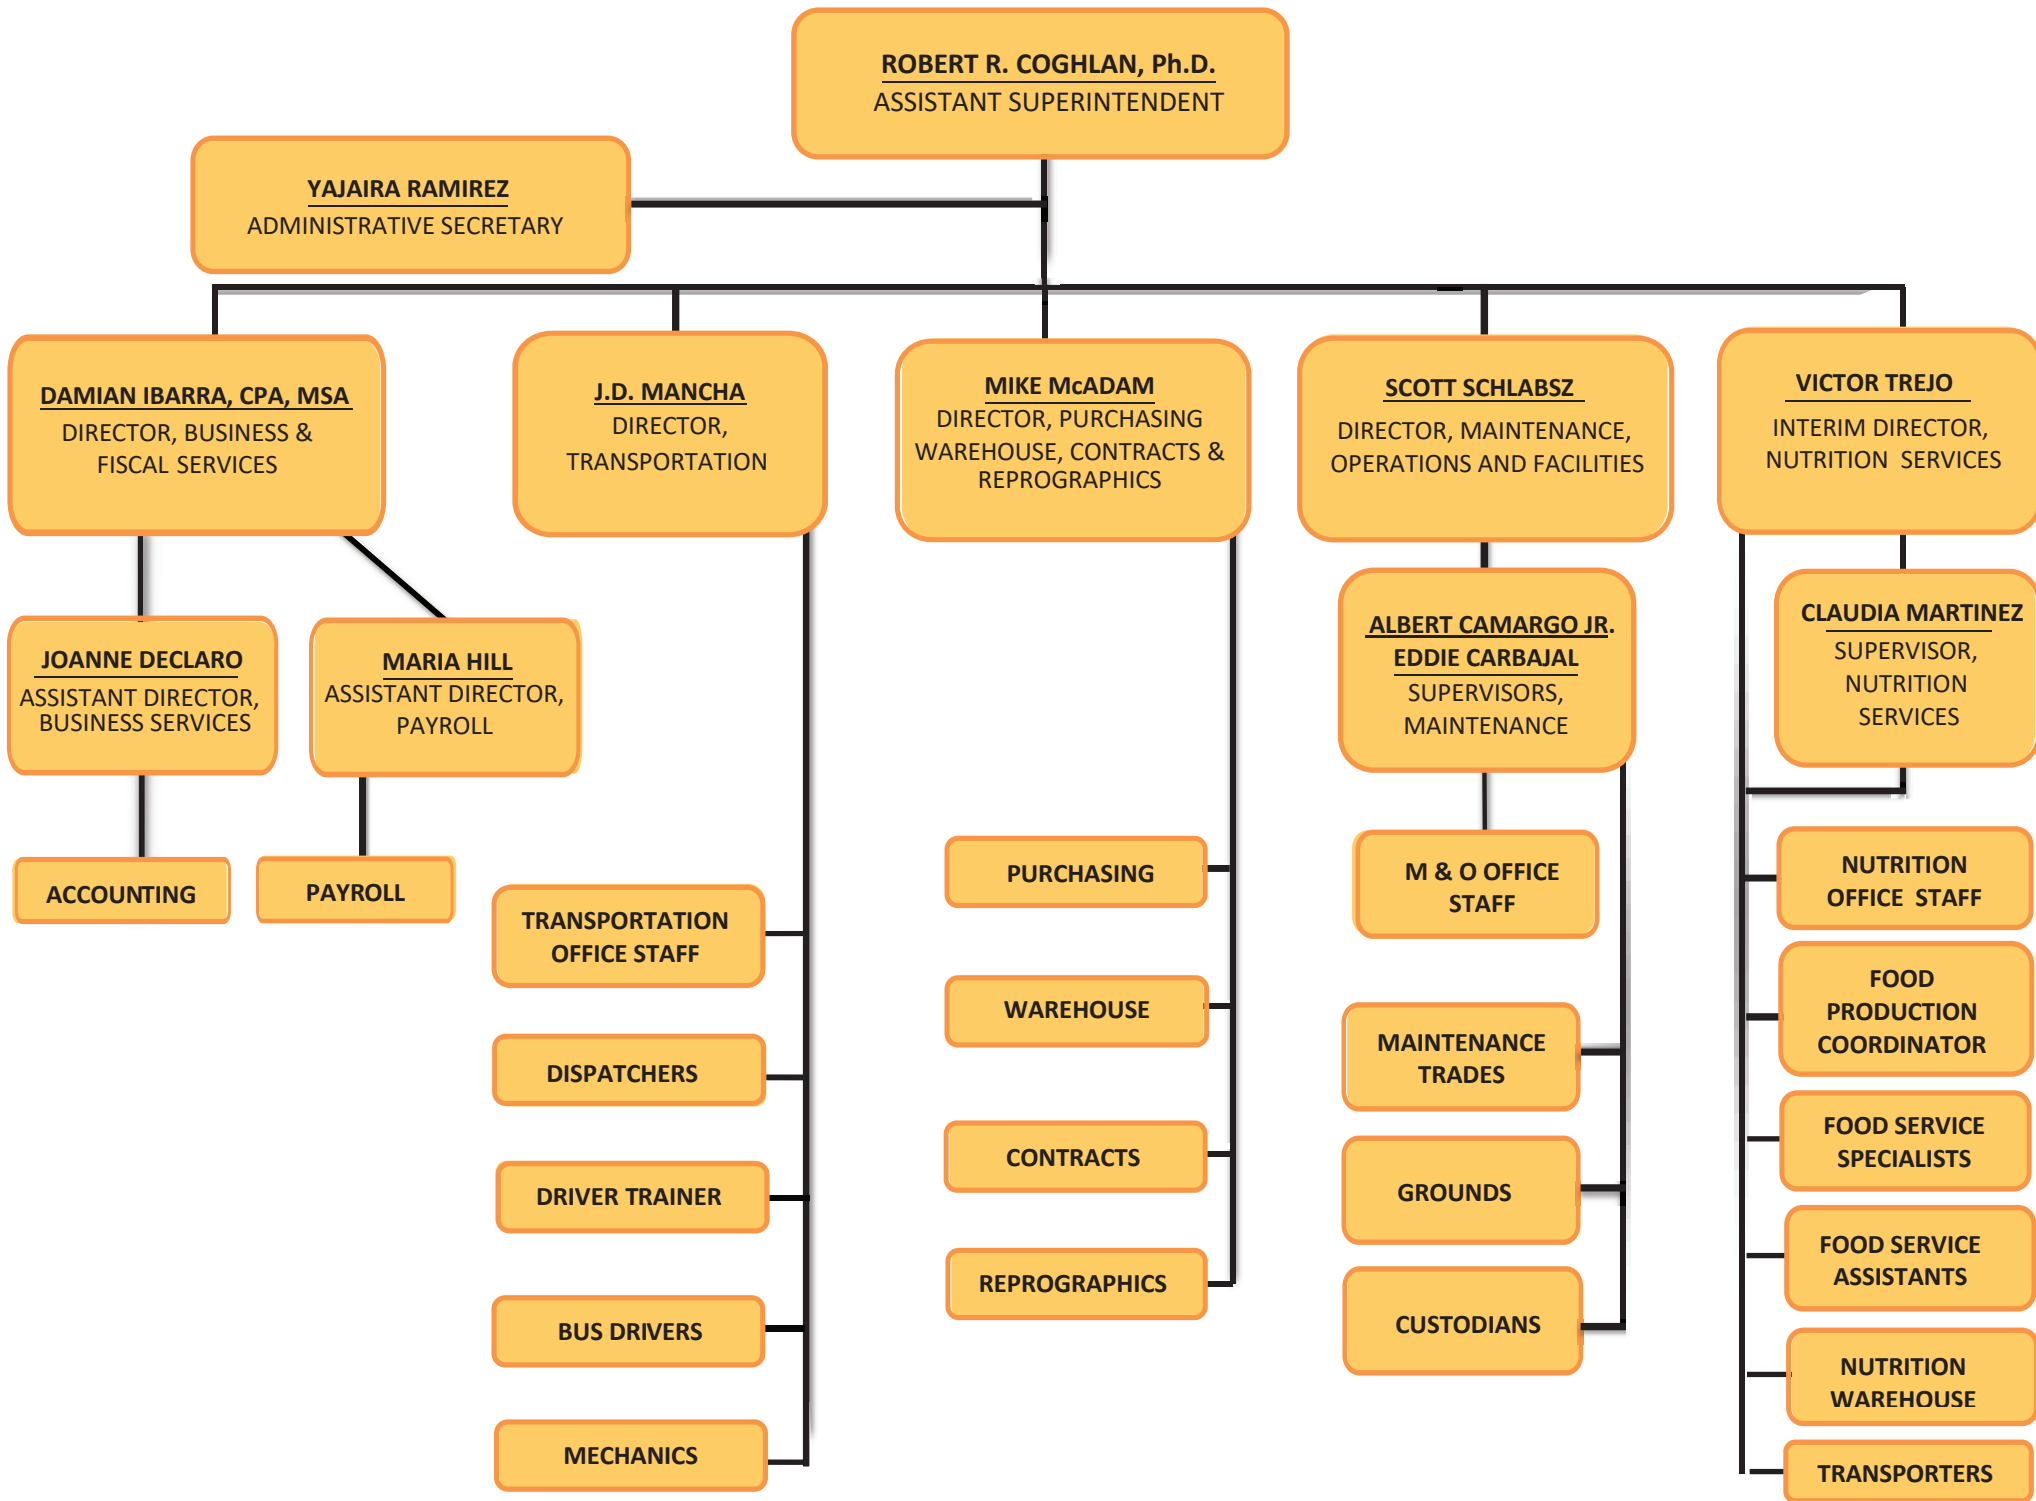 ROBERT R. COGHLAN, Ph.D.
ASSISTANT SUPERINTENDENT
YAJAIRA RAMIREZ
ADMINISTRATIVE SECRETARY
DAMIAN IBARRA, CPA, MSA
DIRECTOR, BUSINESS &
FISCAL SERVICES
J.D. MANCHA
DIRECTOR,
TRANSPORTATION
MIKE McADAM
DIRECTOR, PURCHASING
WAREHOUSE, CONTRACTS &
REPROGRAPHICS
SCOTT SCHLABSZ
DIRECTOR, MAINTENANCE,
OPERATIONS AND FACILITIES
VICTOR TREJO
INTERIM DIRECTOR,
NUTRITION SERVICES
JOANNE DECLARO
ASSISTANT DIRECTOR,
BUSINESS SERVICES
MARIA HILL
ASSISTANT DIRECTOR,
PAYROLL
ALBERT CAMARGO JR.
EDDIE CARBAJAL
SUPERVISORS,
MAINTENANCE
CLAUDIA MARTINEZ
SUPERVISOR,
NUTRITION
SERVICES
ACCOUNTING
PAYROLL
TRANSPORTATION
OFFICE STAFF
DISPATCHERS
DRIVER TRAINER
BUS DRIVERS
MECHANICS
PURCHASING
WAREHOUSE
CONTRACTS
REPROGRAPHICS
M & O OFFICE
STAFF
MAINTENANCE
TRADES
GROUNDS
CUSTODIANS
NUTRITION
OFFICE STAFF
FOOD
PRODUCTION
COORDINATOR
FOOD SERVICE
SPECIALISTS
FOOD SERVICE
ASSISTANTS
NUTRITION
WAREHOUSE
TRANSPORTERS